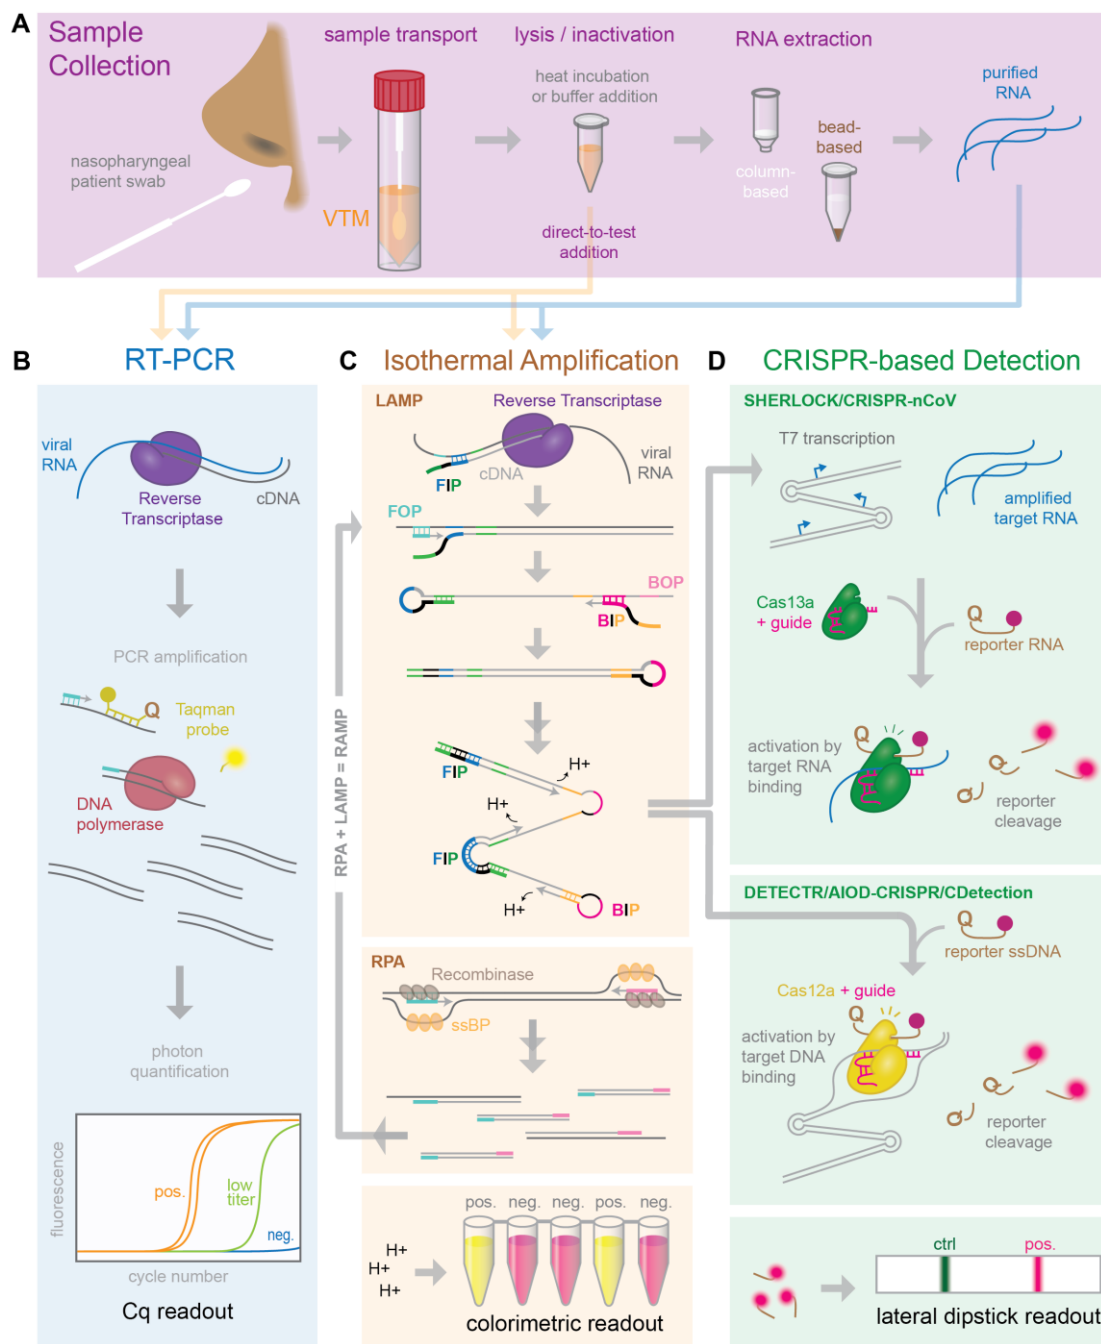 A
Sample
Collection
sample transport
lysis / inactivation
RNA extraction
heat incubation
or buffer addition
purified
RNA
bead-
based
nasopharyngeal
patient swab
column-
based
VTM
direct-to-test
addition
B
RT-PCR
viral
RNA
cDNA
Reverse
Transcriptase
PCR amplification
Q
Taqman
probe
DNA
polymerase
photon
quantification
fluorescence
pos.
low
titer
neg.
cycle number
Cq readout
C
Isothermal Amplification
LAMP
Reverse Transcriptase
cDNA
viral
RNA
FIP
FOP
BOP
BIP
RPA + LAMP = RAMP
H+
FIP
H+
FIP
H+
BIP
RPA
Recombinase
ssBP
pos. neg. neg. pos. neg.
H+
H+
H+
colorimetric readout
D
CRISPR-based Detection
SHERLOCK/CRISPR-nCoV
T7 transcription
amplified
target RNA
Cas13a
+ guide
Q
reporter RNA
Q
activation by
target RNA
binding
Q
Q
reporter
cleavage
DETECTR/AIOD-CRISPR/CDetection
Q
reporter ssDNA
Cas12a + guide
Q
activation by
target DNA
binding
Q
Q
reporter
cleavage
ctrl
pos.
lateral dipstick readout